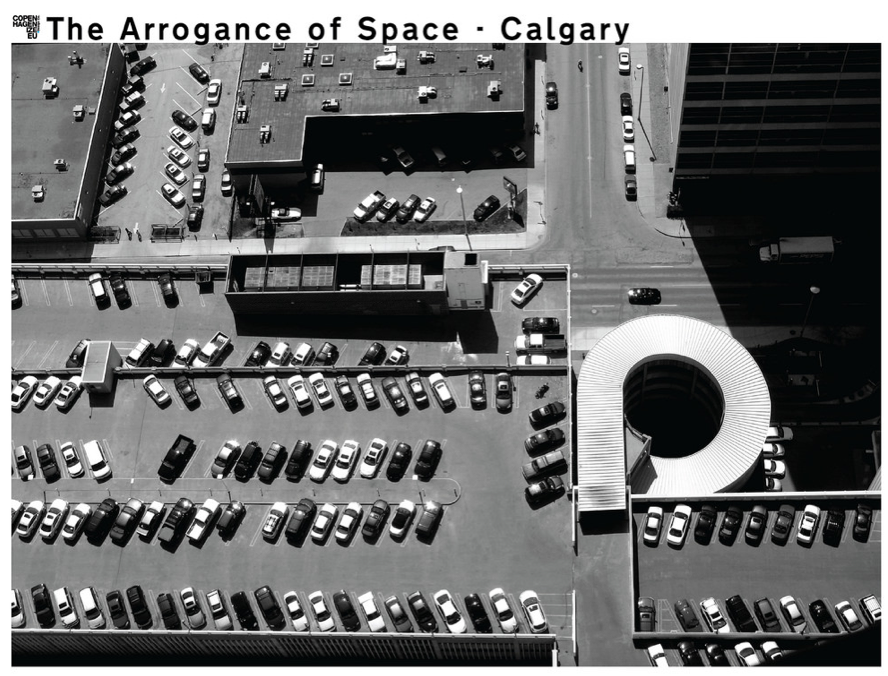 COPEN
HAGEN
IZE
EU
The Arrogance of Space · Calgary